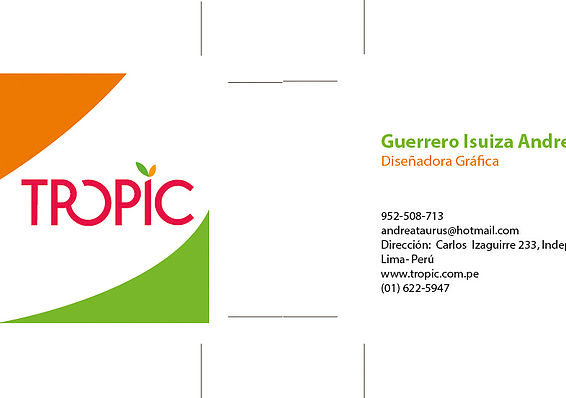 TROPIC
Guerrero Isuiza Andre
Diseñadora Gráfica
952-508-713
andreataurus@hotmail.com
Dirección: Carlos Izaguirre 233, Indep
Lima- Perú
www.tropic.com.pe
(01) 622-5947